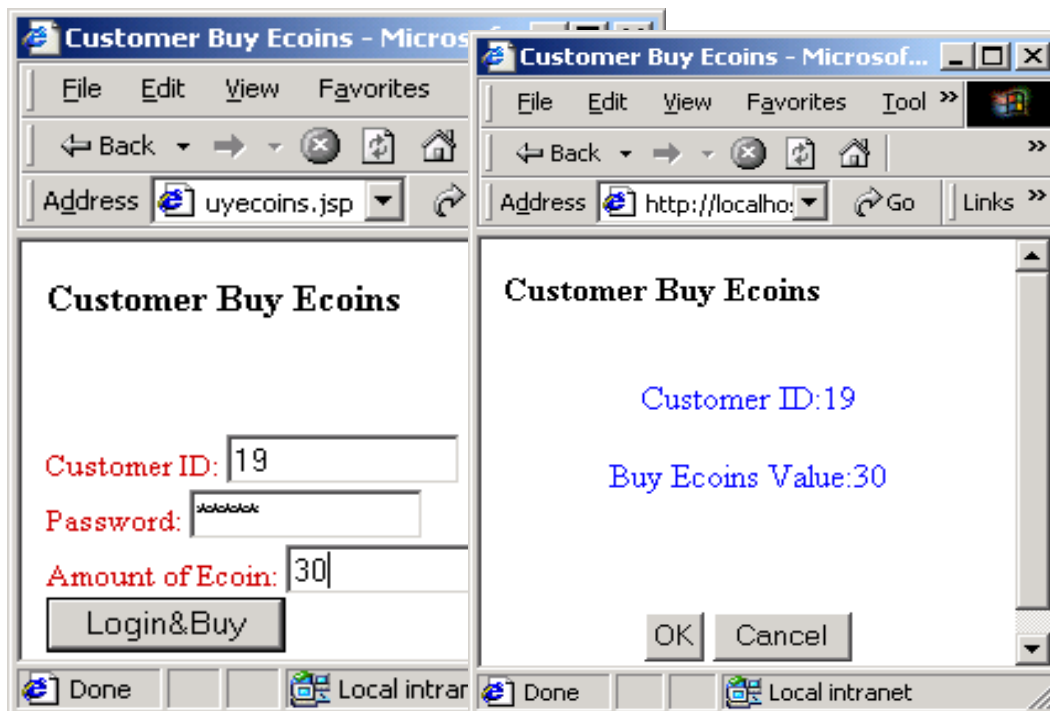 Customer Buy Ecoins - Micros
File Edit View Favorites
Back
Address uyecoins.jsp
Customer Buy Ecoins
Customer ID: 19
Password: *****
Amount of Ecoin: 30
Login&Buy
Done Local intran
Customer Buy Ecoins - Microsof...
File Edit View Favorites Tool »
Back »
Address http://localho: Go Links »
Customer Buy Ecoins
Customer ID:19
Buy Ecoins Value:30
OK Cancel
Done Local intranet